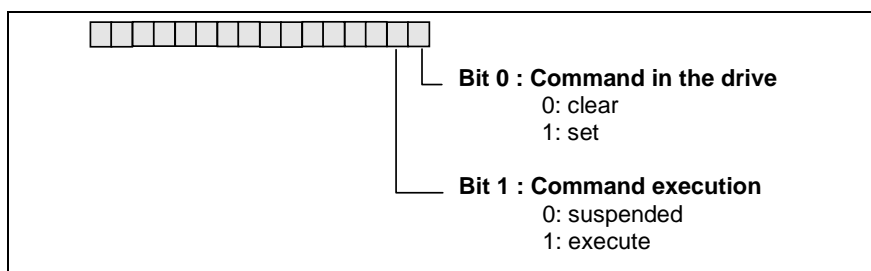 Bit 0 : Command in the drive
0: clear
1: set
Bit 1 : Command execution
0: suspended
1: execute